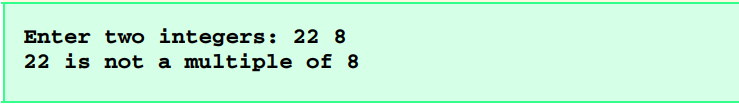 Enter two integers: 22 8
22 is not a multiple of 8